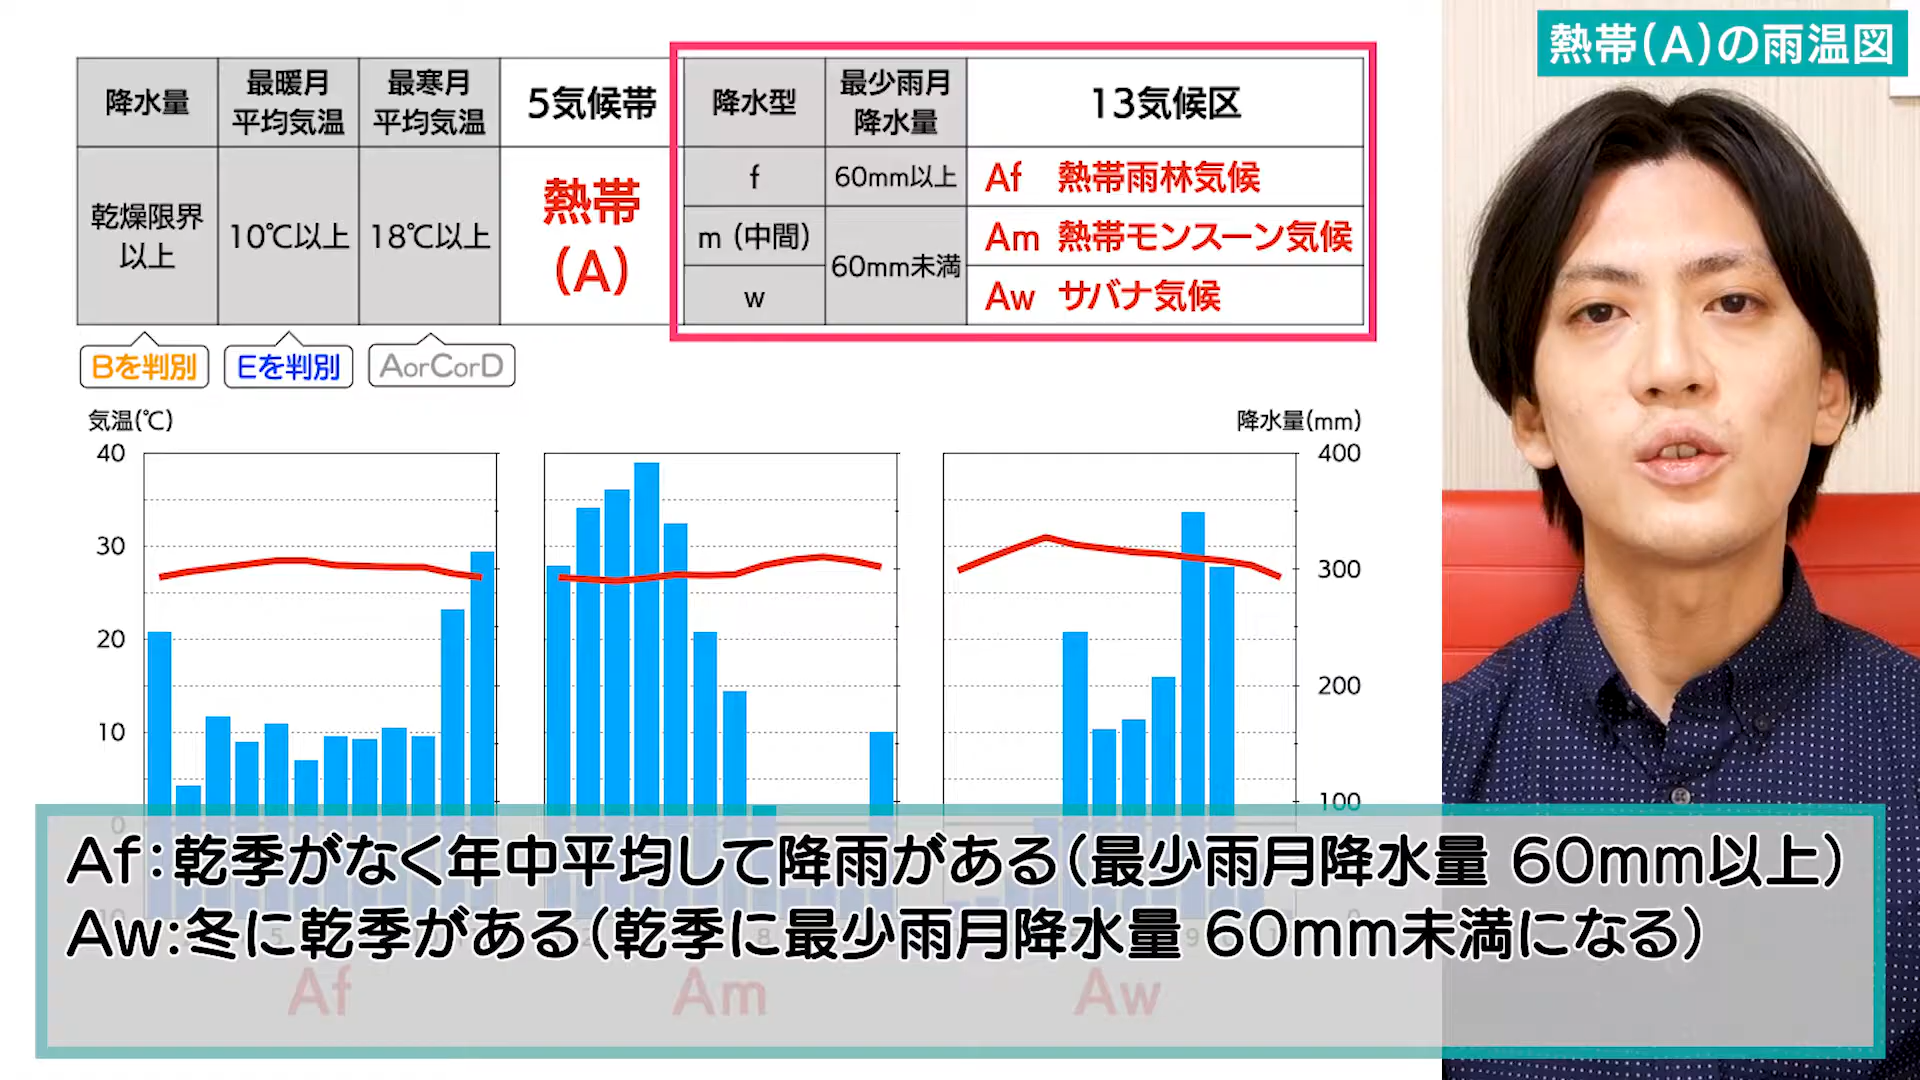 熱帯(A)の雨温図
降水量
最暖月
平均気温
最寒月
平均気温
5気候帯
降水型
最少雨月
降水量
13気候区
乾燥限界
以上
10℃以上
18℃以上
熱帯
(A)
f
60mm以上
Af 熱帯雨林気候
m(中間)
60mm未満
Am 熱帯モンスーン気候
w
Aw サバナ気候
Bを判別
Eを判別
AorCorD
気温(℃)
降水量(mm)
40
30
20
10
0
400
300
200
100
Af:乾季がなく年中平均して降雨がある(最少雨月降水量 60mm以上)
Aw:冬に乾季がある(乾季に最少雨月降水量 60mm未満になる)
Af
Am
Aw